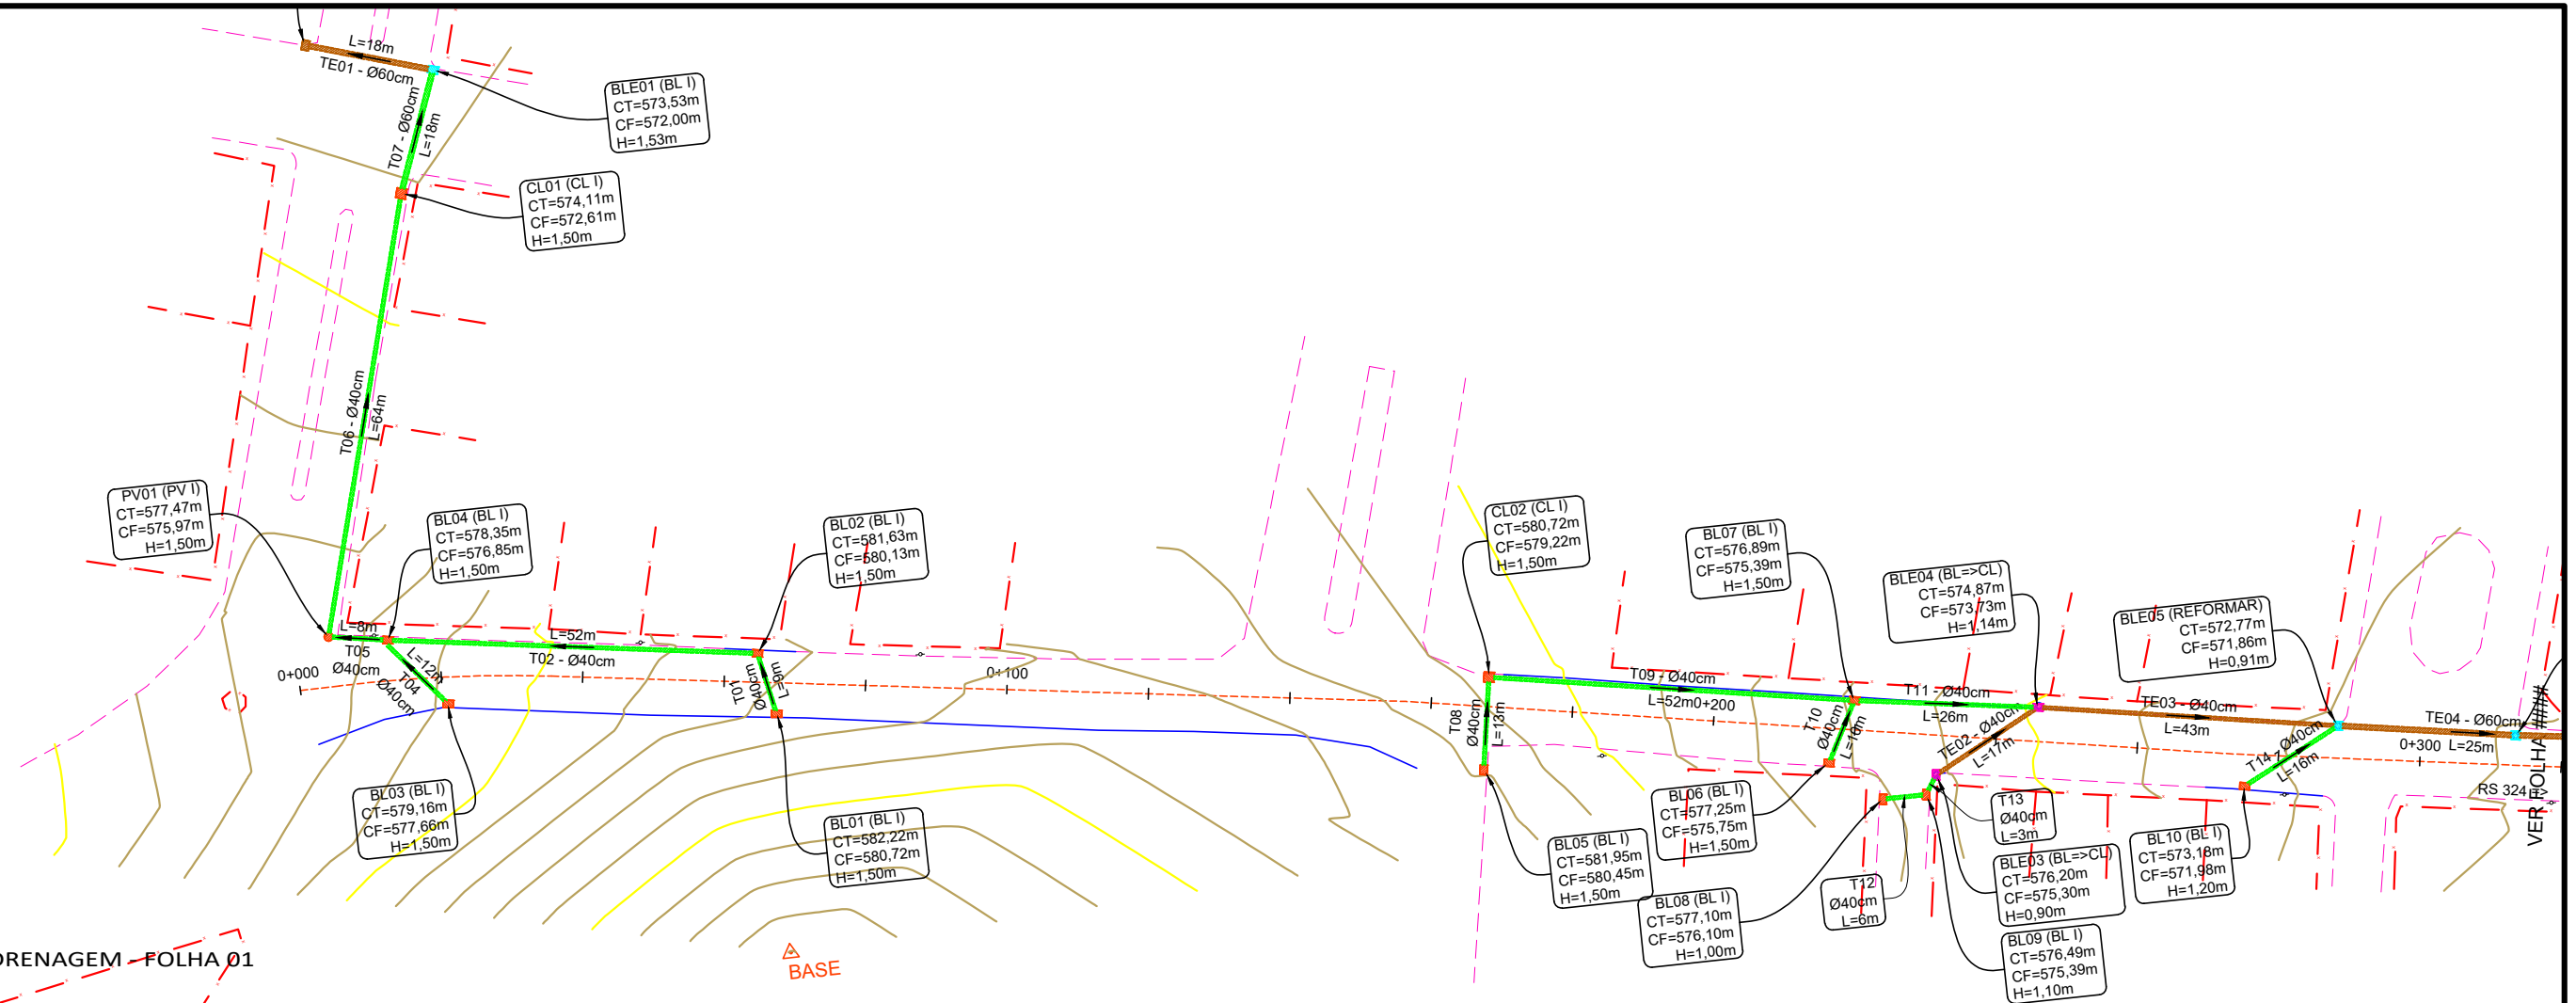 L=18m
TE01 - Ø60cm
BLE01 (BL I)
CT=573,53m
CF=572,00m
H=1,53m
T07 - Ø60cm
L=18m
CL01 (CL I)
CT=574,11m
CF=572,61m
H=1,50m
T06 - Ø40cm
L=64m
PV01 (PV I)
CT=577,47m
CF=575,97m
H=1,50m
BL04 (BL I)
CT=578,35m
CF=576,85m
H=1,50m
BL02 (BL I)
CT=581,63m
CF=580,13m
H=1,50m
CL02 (CL I)
CT=580,72m
CF=579,22m
H=1,50m
BL07 (BL I)
CT=576,89m
CF=575,39m
H=1,50m
BLE04 (BL=>CL)
CT=574,87m
CF=573,73m
H=1,14m
BLE05 (REFORMAR)
CT=572,77m
CF=571,86m
H=0,91m
L=8m
T05
Ø40cm
L=52m
T02 - Ø40cm
L=12m
T04
Ø40cm
T01
Ø40cm
L=9m
0+000
0+100
T08
Ø40cm
L=13m
T09 - Ø40cm
L=52m
0+200
T10
Ø40cm
L=10m
T11 - Ø40cm
L=26m
TE02 - Ø40cm
L=17m
TE03 - Ø40cm
L=43m
T14 - Ø40cm
L=16m
TE04 - Ø60cm
0+300
L=25m
RS 324
VER FOLHA ####
BL03 (BL I)
CT=579,16m
CF=577,66m
H=1,50m
BL01 (BL I)
CT=582,22m
CF=580,72m
H=1,50m
BL05 (BL I)
CT=581,95m
CF=580,45m
H=1,50m
BL06 (BL I)
CT=577,25m
CF=575,75m
H=1,50m
BL08 (BL I)
CT=577,10m
CF=576,10m
H=1,00m
T12
Ø40cm
L=6m
T13
Ø40cm
L=3m
BLE03 (BL=>CL)
CT=576,20m
CF=575,30m
H=0,90m
BL09 (BL I)
CT=576,49m
CF=575,39m
H=1,10m
BL10 (BL I)
CT=573,18m
CF=571,98m
H=1,20m
BASE
DRENAGEM - FOLHA 01